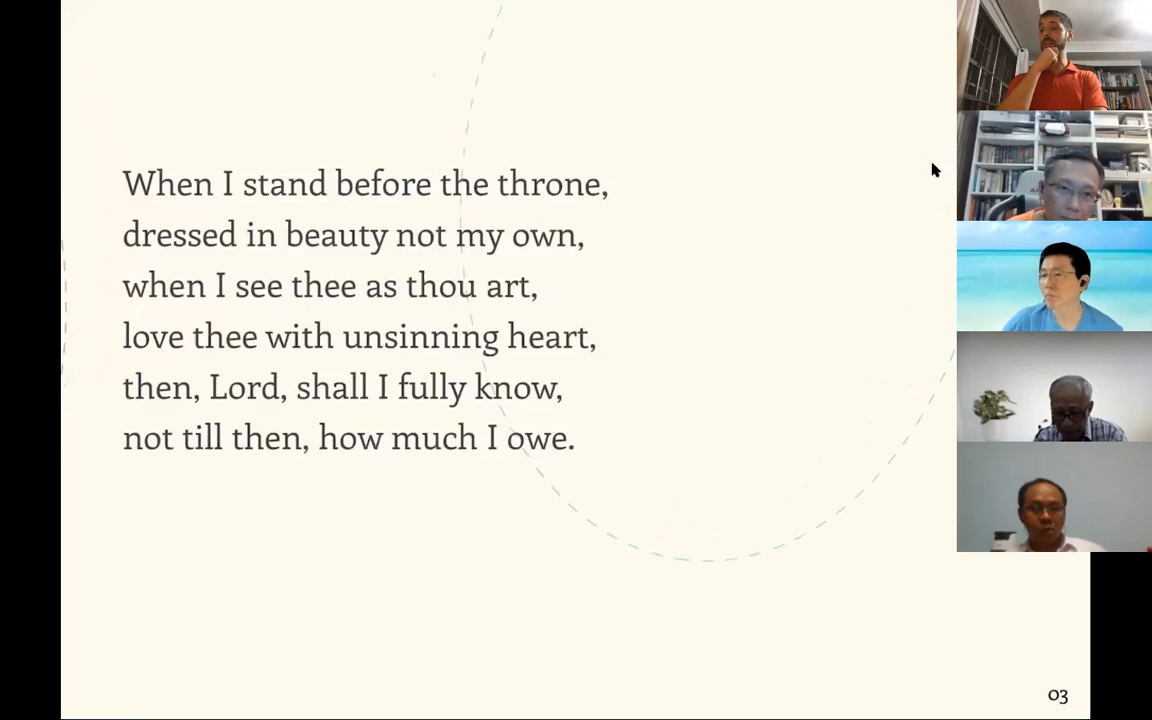 When I stand before the throne,
dressed in beauty not my own,
when I see thee as thou art,
love thee with unsinning heart,
then, Lord, shall I fully know,
not till then, how much I owe.
03